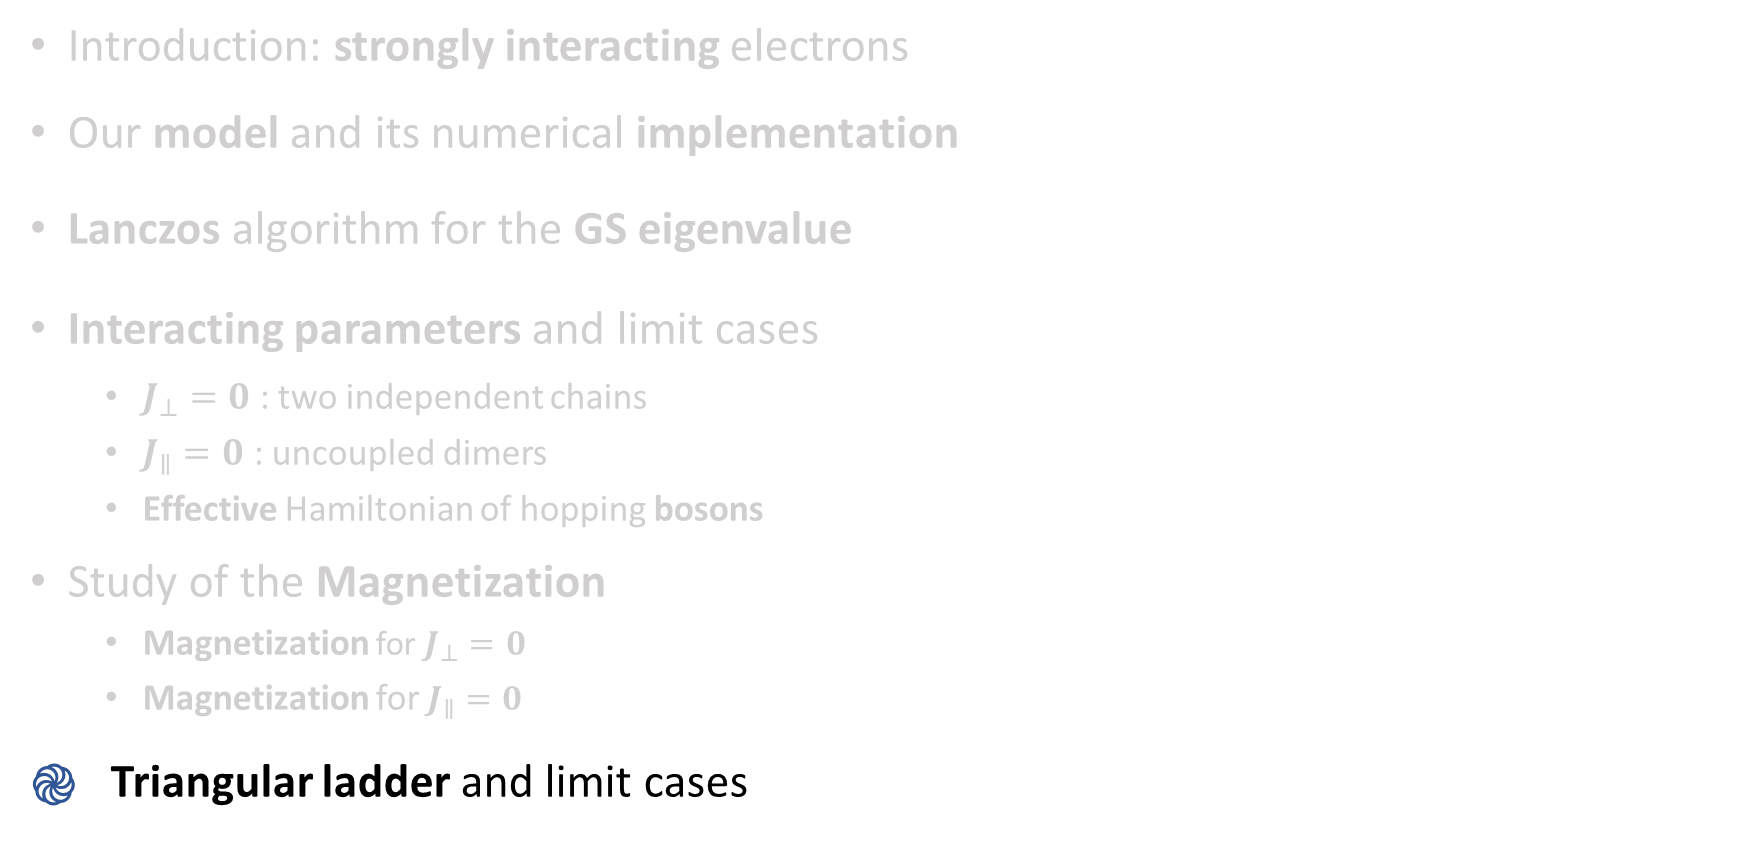 • Introduction: strongly interacting electrons
• Our model and its numerical implementation
• Lanczos algorithm for the GS eigenvalue
• Interacting parameters and limit cases
• J⊥ = 0 : two independent chains
• J∥ = 0 : uncoupled dimers
• Effective Hamiltonian of hopping bosons
• Study of the Magnetization
• Magnetization for J⊥ = 0
• Magnetization for J∥ = 0
Triangular ladder and limit cases